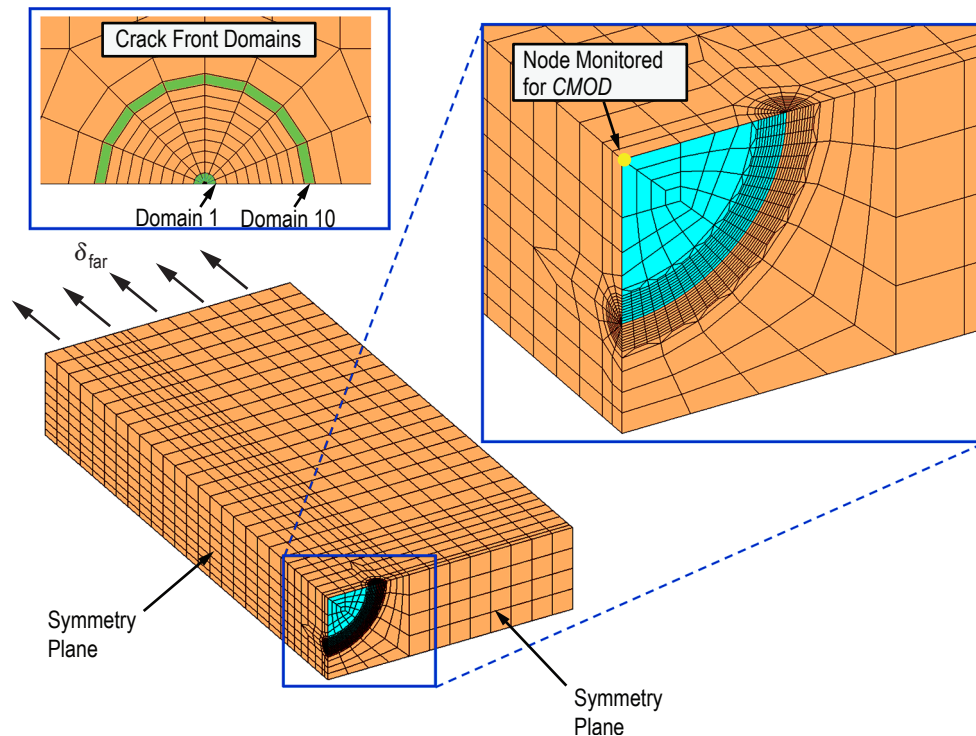 Crack Front Domains
Domain 1
Domain 10
Node Monitored
for CMOD
δfar
Symmetry
Plane
Symmetry
Plane